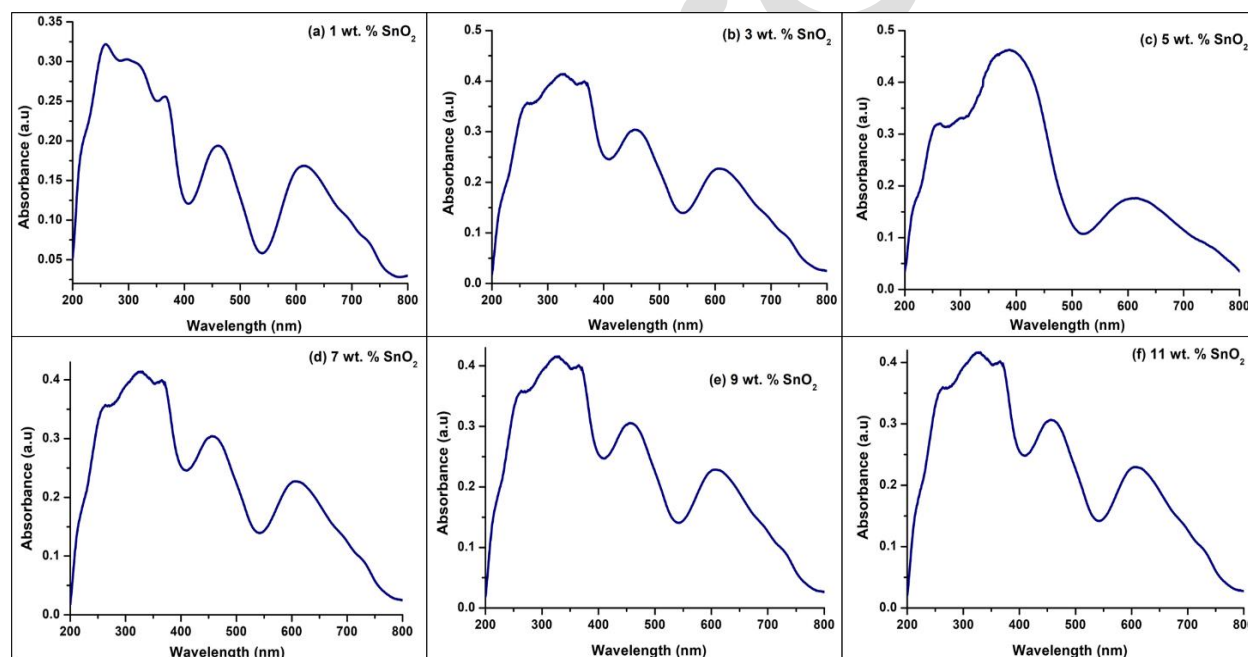 (a) 1 wt. % SnO₂
0.35
0.30
0.25
0.20
0.15
0.10
0.05
Absorbance (a.u)
200 300 400 500 600 700 800
Wavelength (nm)
(b) 3 wt. % SnO₂
0.5
0.4
0.3
0.2
0.1
0.0
Absorbance (a.u)
200 300 400 500 600 700 800
Wavelength (nm)
(c) 5 wt. % SnO₂
0.5
0.4
0.3
0.2
0.1
0.0
Absorbance (a.u)
200 300 400 500 600 700 800
Wavelength (nm)
(d) 7 wt. % SnO₂
0.4
0.3
0.2
0.1
0.0
Absorbance (a.u)
200 300 400 500 600 700 800
Wavelength (nm)
(e) 9 wt. % SnO₂
0.4
0.3
0.2
0.1
0.0
Absorbance (a.u)
200 300 400 500 600 700 800
Wavelength (nm)
(f) 11 wt. % SnO₂
0.4
0.3
0.2
0.1
0.0
Absorbance (a.u)
200 300 400 500 600 700 800
Wavelength (nm)